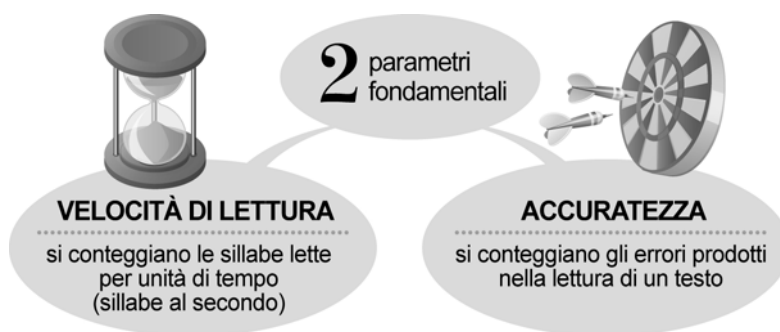 2 parametri
fondamentali
VELOCITÀ DI LETTURA
si conteggiano le sillabe lette
per unità di tempo
(sillabe al secondo)
ACCURATEZZA
si conteggiano gli errori prodotti
nella lettura di un testo